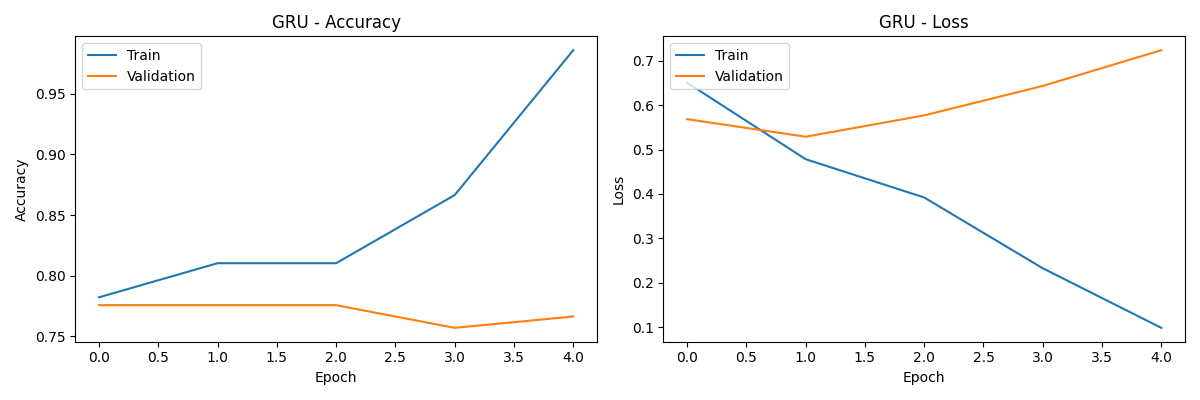 GRU - Accuracy
Train
Validation
Accuracy
0.95
0.90
0.85
0.80
0.75
0.0 0.5 1.0 1.5 2.0 2.5 3.0 3.5 4.0
Epoch
GRU - Loss
Train
Validation
Loss
0.7
0.6
0.5
0.4
0.3
0.2
0.1
0.0 0.5 1.0 1.5 2.0 2.5 3.0 3.5 4.0
Epoch